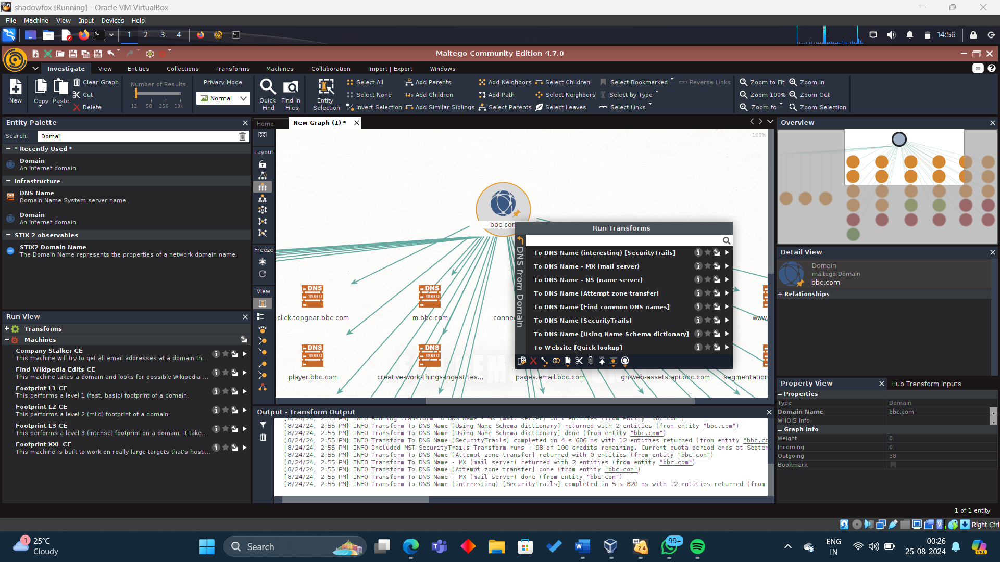 shadowfox [Running] - Oracle VM VirtualBox
File Machine View Input Devices Help
1 2 3 4
14:56
Maltego Community Edition 4.7.0
Investigate View Entities Collections Transforms Machines Collaboration Import | Export Windows
New
Copy
Paste
Clear Graph
Cut
Delete
Number of Results
12 50 256 10k
Privacy Mode
Normal
Quick Find
Find in Files
Entity Selection
Select All
Select None
Invert Selection
Add Parents
Add Children
Add Similar Siblings
Add Neighbors
Add Path
Select Parents
Select Children
Select Neighbors
Select Leaves
Select Bookmarked
Select by Type
Select Links
Reverse Links
Zoom to Fit
Zoom 100%
Zoom to
Zoom In
Zoom Out
Zoom Selection
Entity Palette
Search: Domai
* Recently Used *
Domain
An internet domain
Infrastructure
DNS Name
Domain Name System server name
Domain
An internet domain
STIX 2 observables
STIX2 Domain Name
The Domain Name represents the properties of a network domain name.
Run View
Transforms
Machines
Company Stalker CE
This machine will try to get all email addresses at a domain th...
Find Wikipedia Edits CE
This machine takes a domain and looks for possible Wikipedia ...
Footprint L1 CE
This performs a level 1 (fast, basic) footprint of a domain.
Footprint L2 CE
This performs a level 2 (mild) footprint of a domain.
Footprint L3 CE
This performs a level 3 (intense) footprint on a domain. It take...
Footprint XXL CE
This machine is built to work on really large targets that's hosti...
Home
New Graph (1) *
Layout
Freeze
View
100%
bbc.com
DNS
click.topgear.bbc.com
DNS
m.bbc.com
connec
www.
DNS
player.bbc.com
DNS
creative-work-things-ingest.tes...
pages.email.bbc.com
gn-web-assets.api.bbc.com
segmentation
Run Transforms
DNS from Domain
To DNS Name (interesting) [SecurityTrails]
To DNS Name - MX (mail server)
To DNS Name - NS (name server)
To DNS Name [Attempt zone transfer]
To DNS Name [Find common DNS names]
To DNS Name [SecurityTrails]
To DNS Name [Using Name Schema dictionary]
To Website [Quick lookup]
Output - Transform Output
[8/24/24, 2:55 PM] INFO Running transform To DNS Name - MX (mail server) on 1 entities (from entity "bbc.com")
[8/24/24, 2:55 PM] INFO Transform To DNS Name [Using Name Schema dictionary] returned with 2 entities (from entity "bbc.com")
[8/24/24, 2:55 PM] INFO Transform To DNS Name [Using Name Schema dictionary] done (from entity "bbc.com")
[8/24/24, 2:55 PM] INFO Transform To DNS Name [SecurityTrails] completed in 4 s 686 ms with 12 entities returned (from entity "bbc.co
[8/24/24, 2:55 PM] INFO Included MST SecurityTrails Transform runs : 98 of 100 credits remaining. Current quota period ends at Septem
[8/24/24, 2:55 PM] INFO Transform To DNS Name [Attempt zone transfer] returned with 0 entities (from entity "bbc.com")
[8/24/24, 2:55 PM] INFO Transform To DNS Name - MX (mail server) returned with 2 entities (from entity "bbc.com")
[8/24/24, 2:55 PM] INFO Transform To DNS Name [Attempt zone transfer] done (from entity "bbc.com")
[8/24/24, 2:55 PM] INFO Transform To DNS Name - MX (mail server) done (from entity "bbc.com")
[8/24/24, 2:55 PM] INFO Transform To DNS Name (interesting) [SecurityTrails] completed in 5 s 820 ms with 12 entities returned (from
Overview
Detail View
Domain
maltego.Domain
bbc.com
Relationships
Property View
Hub Transform Inputs
Properties
Type Domain
Domain Name bbc.com
WHOIS Info
Graph info
Weight 0
Incoming 0
Outgoing 38
Bookmark
1 of 1 entity
Right Ctrl
1
25°C
Cloudy
Search
99+
ENG
IN
00:26
25-08-2024
PRE